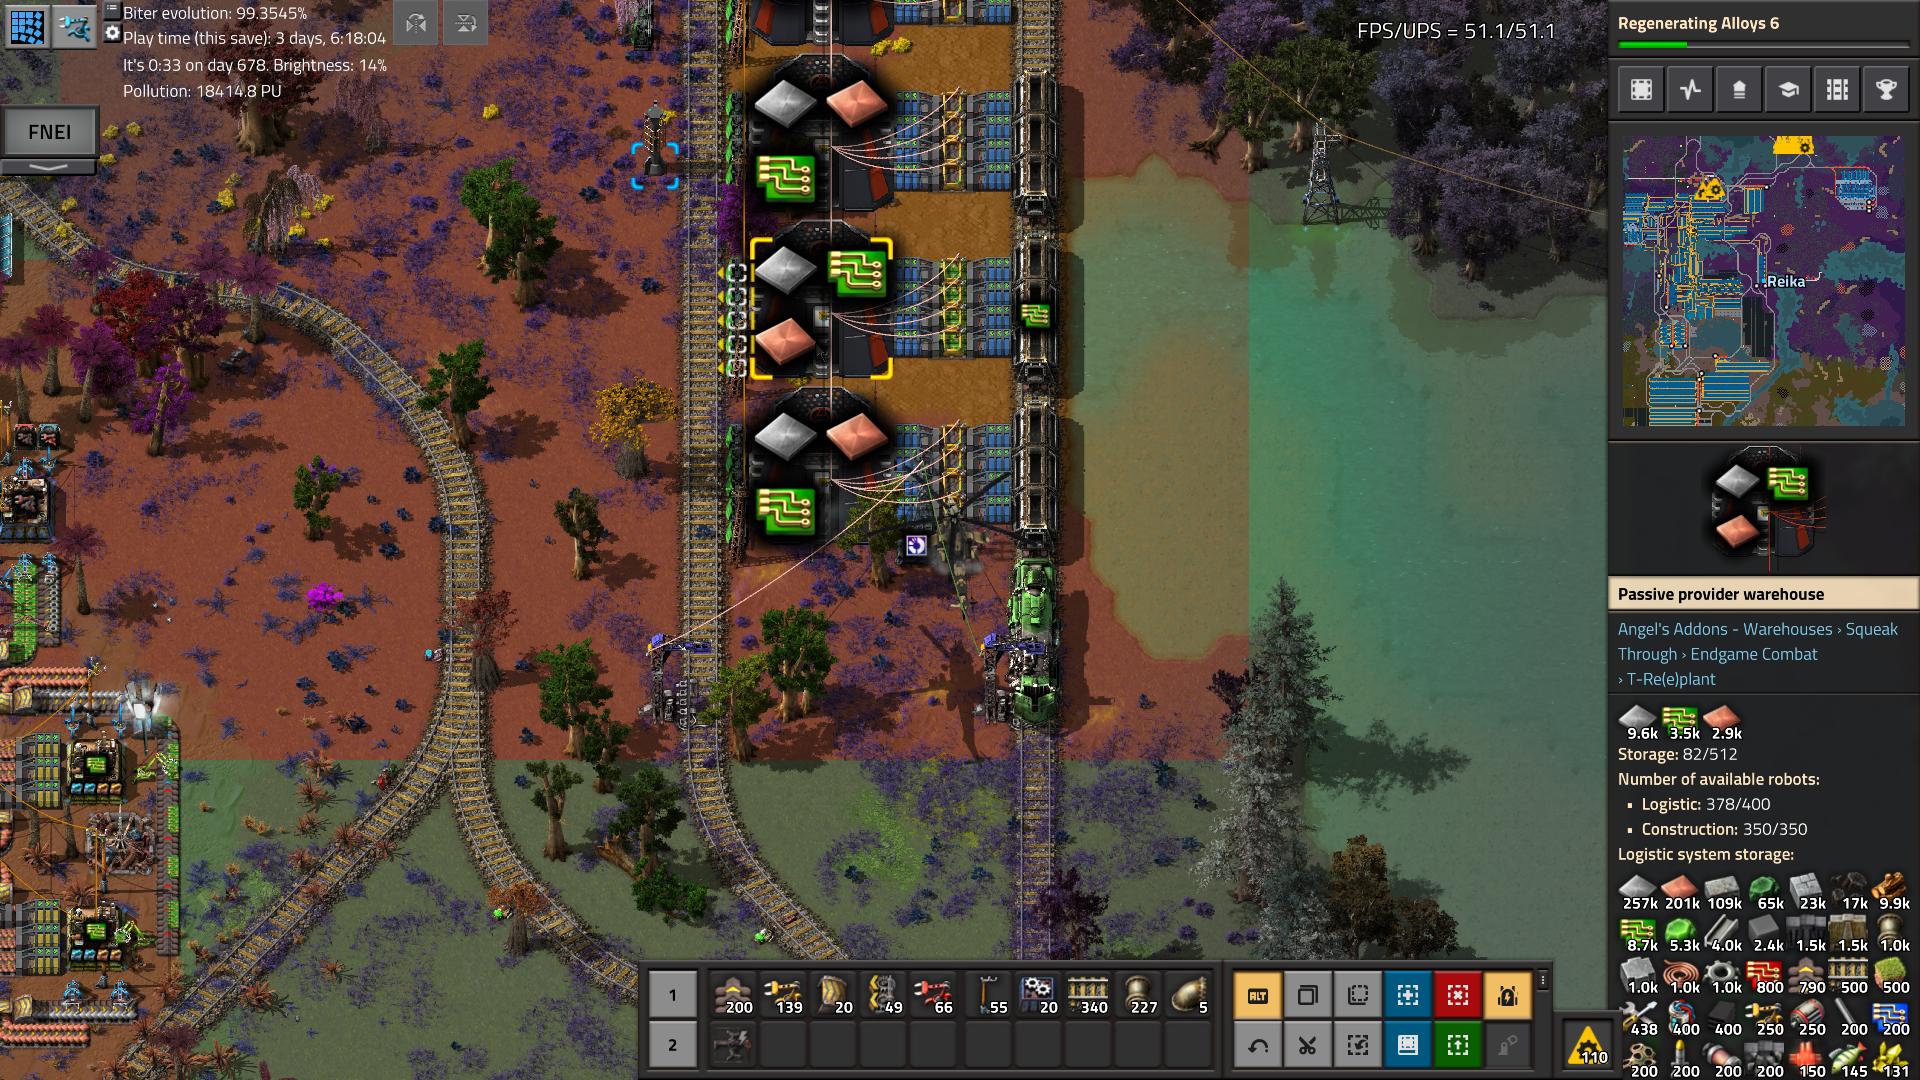 Biter evolution: 99.3545%
Play time (this save): 3 days, 6:18:04
It's 0:33 on day 678. Brightness: 14%
Pollution: 18414.8 PU
FNEI
FPS/UPS = 51.1/51.1
Regenerating Alloys 6
Reika
Passive provider warehouse
Angel's Addons - Warehouses › Squeak
Through › Endgame Combat
› T-Re(e)plant
9.6k 3.5k 2.9k
Storage: 82/512
Number of available robots:
▪ Logistic: 378/400
▪ Construction: 350/350
Logistic system storage:
257k 201k 109k 65k 23k 17k 9.9k
8.7k 5.3k 4.0k 2.4k 1.5k 1.5k 1.0k
1.0k 1.0k 1.0k 800 790 500 500
438 400 400 250 250 200 200
200 200 200 200 150 145 131
1 200 139 20 49 66 55 20 340 227 5
ALT
2
110